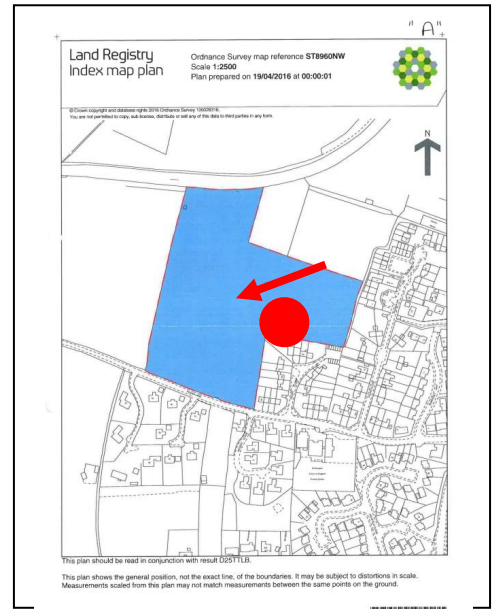 "A"
Land Registry
Index map plan
Ordnance Survey map reference ST8960NW
Scale 1:2500
Plan prepared on 19/04/2016 at 00:00:01
© Crown copyright and database rights 2016 Ordnance Survey
You are not permitted to copy, sub-license, distribute or sell any of this data to third parties in any form.
N
This plan should be read in conjunction with result D25TTLB.
This plan shows the general position, not the exact line, of the boundaries. It may be subject to distortions in scale.
Measurements scaled from this plan may not match measurements between the same points on the ground.